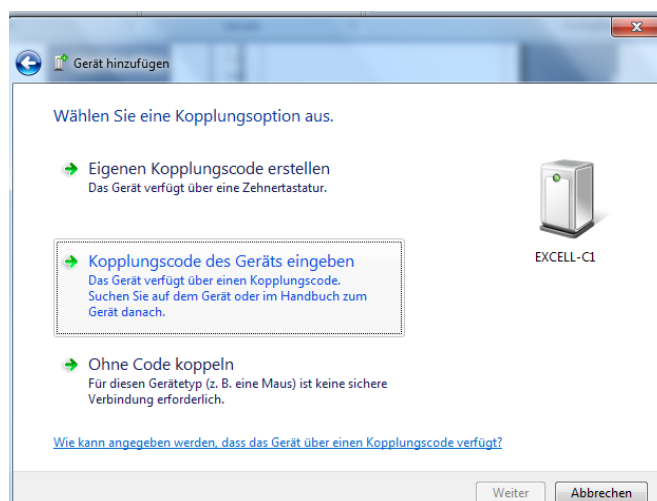 Gerät hinzufügen
Wählen Sie eine Kopplungsoption aus.
Eigenen Kopplungscode erstellen
Das Gerät verfügt über eine Zehnertastatur.
Kopplungscode des Geräts eingeben
Das Gerät verfügt über einen Kopplungscode.
Suchen Sie auf dem Gerät oder im Handbuch zum
Gerät danach.
EXCELL-C1
Ohne Code koppeln
Für diesen Gerätetyp (z. B. eine Maus) ist keine sichere
Verbindung erforderlich.
Wie kann angegeben werden, dass das Gerät über einen Kopplungscode verfügt?
Weiter
Abbrechen